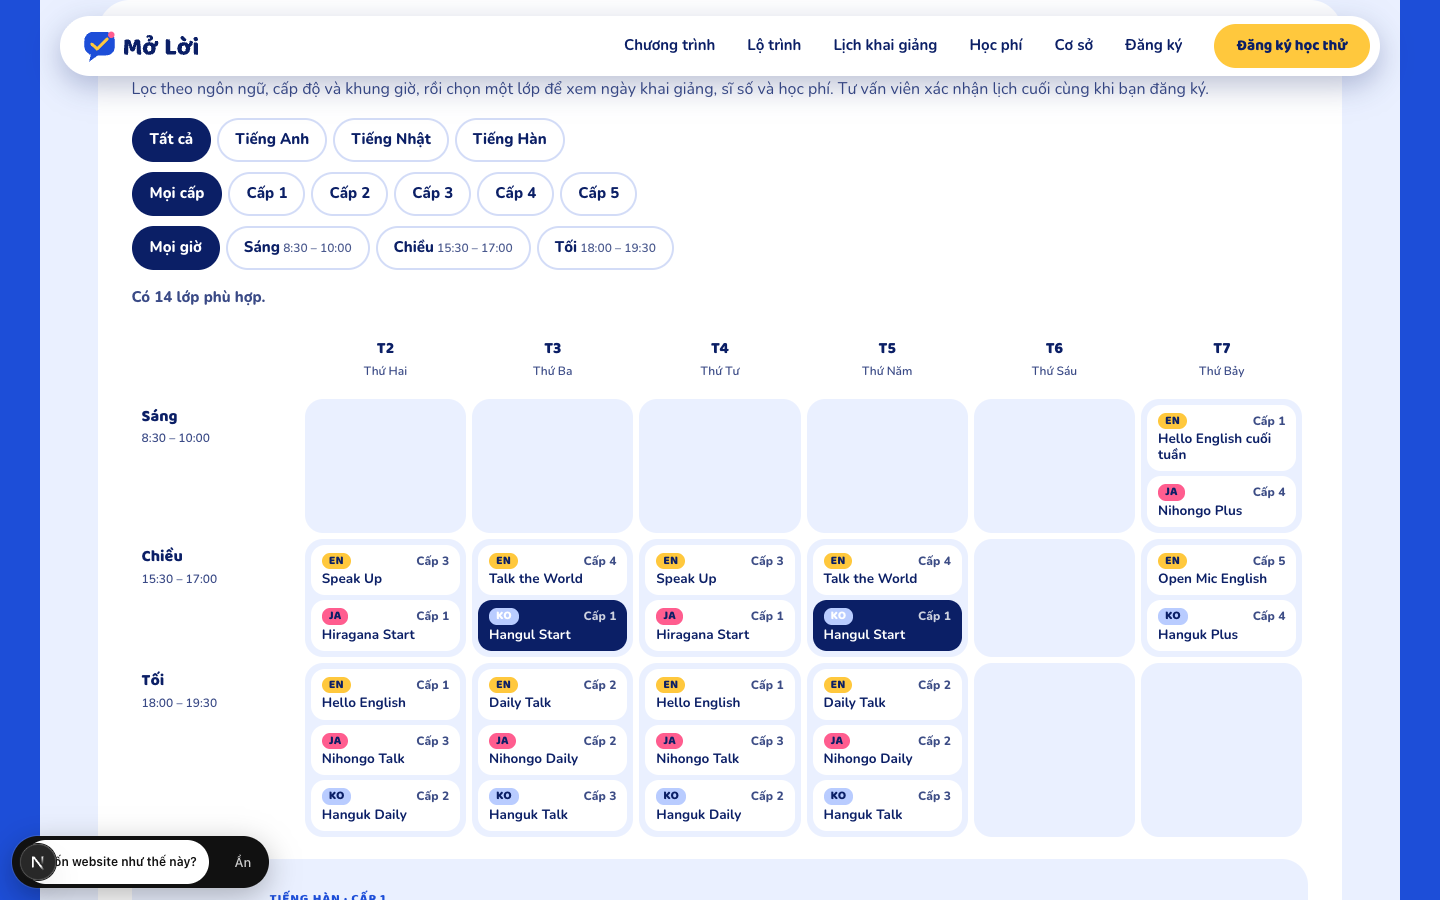 Mở Lời
Chương trình Lộ trình Lịch khai giảng Học phí Cơ sở Đăng ký Đăng ký học thử
Lọc theo ngôn ngữ, cấp độ và khung giờ, rồi chọn một lớp để xem ngày khai giảng, sĩ số và học phí. Tư vấn viên xác nhận lịch cuối cùng khi bạn đăng ký.
Tất cả Tiếng Anh Tiếng Nhật Tiếng Hàn
Mọi cấp Cấp 1 Cấp 2 Cấp 3 Cấp 4 Cấp 5
Mọi giờ Sáng 8:30 – 10:00 Chiều 15:30 – 17:00 Tối 18:00 – 19:30
Có 14 lớp phù hợp.
T2 T3 T4 T5 T6 T7
Thứ Hai Thứ Ba Thứ Tư Thứ Năm Thứ Sáu Thứ Bảy
Sáng
8:30 – 10:00
EN Cấp 1
Hello English cuối
tuần
JA Cấp 4
Nihongo Plus
Chiều
15:30 – 17:00
EN Cấp 3 EN Cấp 4 EN Cấp 3 EN Cấp 4 EN Cấp 5
Speak Up Talk the World Speak Up Talk the World Open Mic English
JA Cấp 1 KO Cấp 1 JA Cấp 1 KO Cấp 1 KO Cấp 4
Hiragana Start Hangul Start Hiragana Start Hangul Start Hanguk Plus
Tối
18:00 – 19:30
EN Cấp 1 EN Cấp 2 EN Cấp 1 EN Cấp 2
Hello English Daily Talk Hello English Daily Talk
JA Cấp 3 JA Cấp 2 JA Cấp 3 JA Cấp 2
Nihongo Talk Nihongo Daily Nihongo Talk Nihongo Daily
KO Cấp 2 KO Cấp 3 KO Cấp 2 KO Cấp 3
Hanguk Daily Hanguk Talk Hanguk Daily Hanguk Talk
N website như thế này? Ẩn
TIẾNG HÀN · CẤP 1